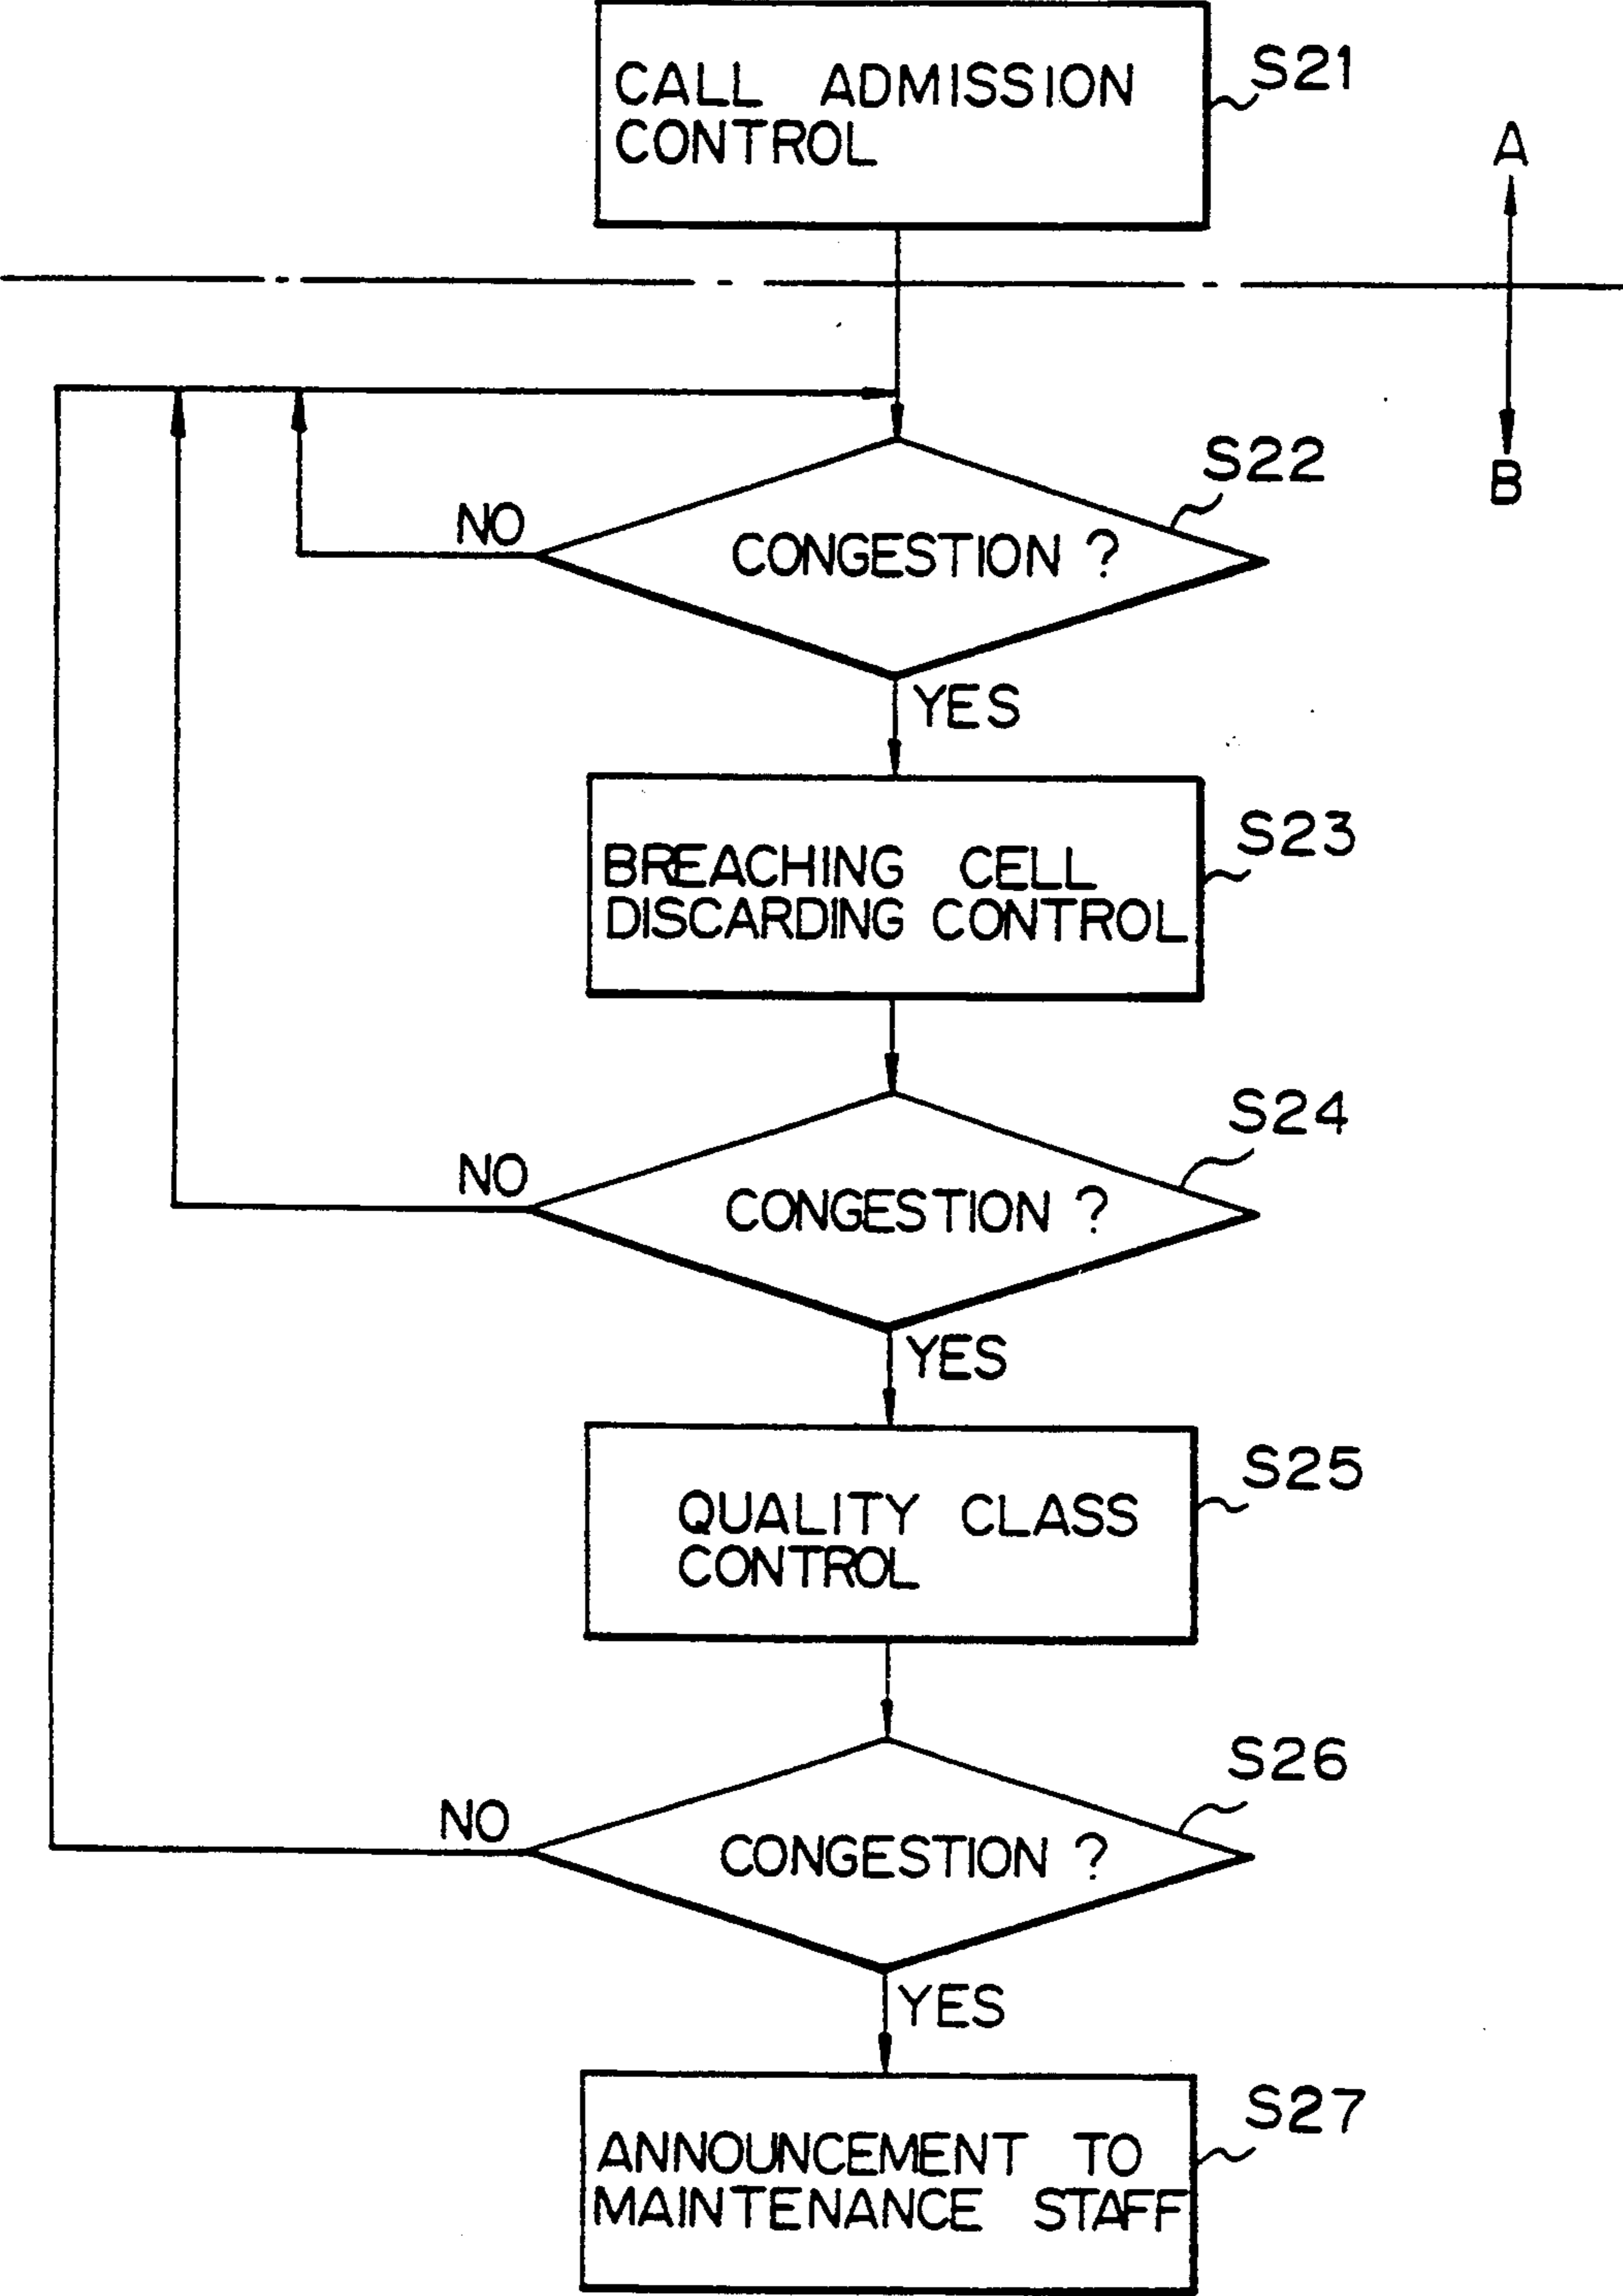 CALL ADMISSION
CONTROL
S21
A
B
S22
CONGESTION ?
NO
YES
S23
BREACHING CELL
DISCARDING CONTROL
S24
CONGESTION ?
NO
YES
S25
QUALITY CLASS
CONTROL
S26
CONGESTION ?
NO
YES
S27
ANNOUNCEMENT TO
MAINTENANCE STAFF